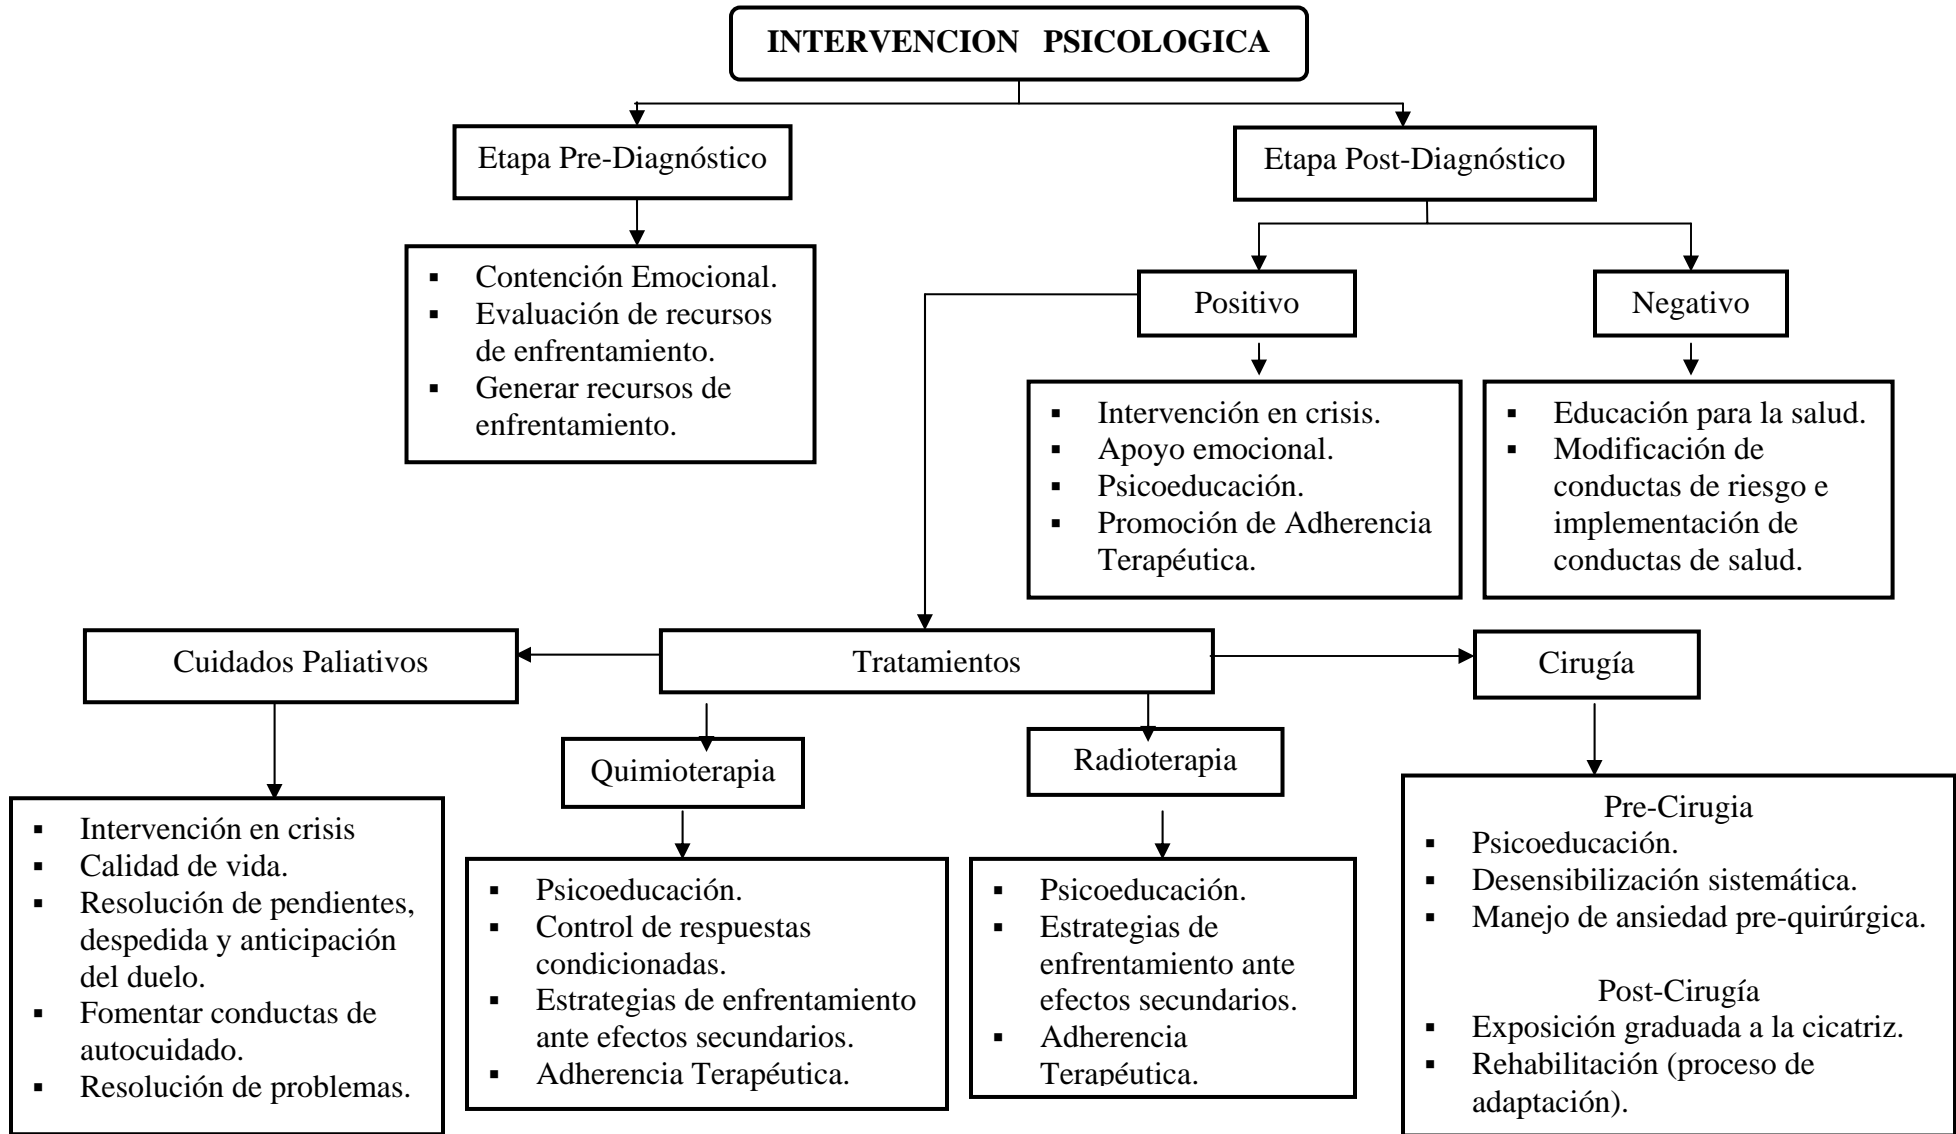 INTERVENCION PSICOLOGICA
Etapa Pre-Diagnóstico
Etapa Post-Diagnóstico
▪ Contención Emocional.
▪ Evaluación de recursos
de enfrentamiento.
▪ Generar recursos de
enfrentamiento.
Positivo
Negativo
▪ Intervención en crisis.
▪ Apoyo emocional.
▪ Psicoeducación.
▪ Promoción de Adherencia
Terapéutica.
▪ Educación para la salud.
▪ Modificación de
conductas de riesgo e
implementación de
conductas de salud.
Cuidados Paliativos
Tratamientos
Cirugía
Quimioterapia
Radioterapia
▪ Intervención en crisis
▪ Calidad de vida.
▪ Resolución de pendientes,
despedida y anticipación
del duelo.
▪ Fomentar conductas de
autocuidado.
▪ Resolución de problemas.
▪ Psicoeducación.
▪ Control de respuestas
condicionadas.
▪ Estrategias de enfrentamiento
ante efectos secundarios.
▪ Adherencia Terapéutica.
▪ Psicoeducación.
▪ Estrategias de
enfrentamiento ante
efectos secundarios.
▪ Adherencia
Terapéutica.
Pre-Cirugia
▪ Psicoeducación.
▪ Desensibilización sistemática.
▪ Manejo de ansiedad pre-quirúrgica.
Post-Cirugía
▪ Exposición graduada a la cicatriz.
▪ Rehabilitación (proceso de
adaptación).